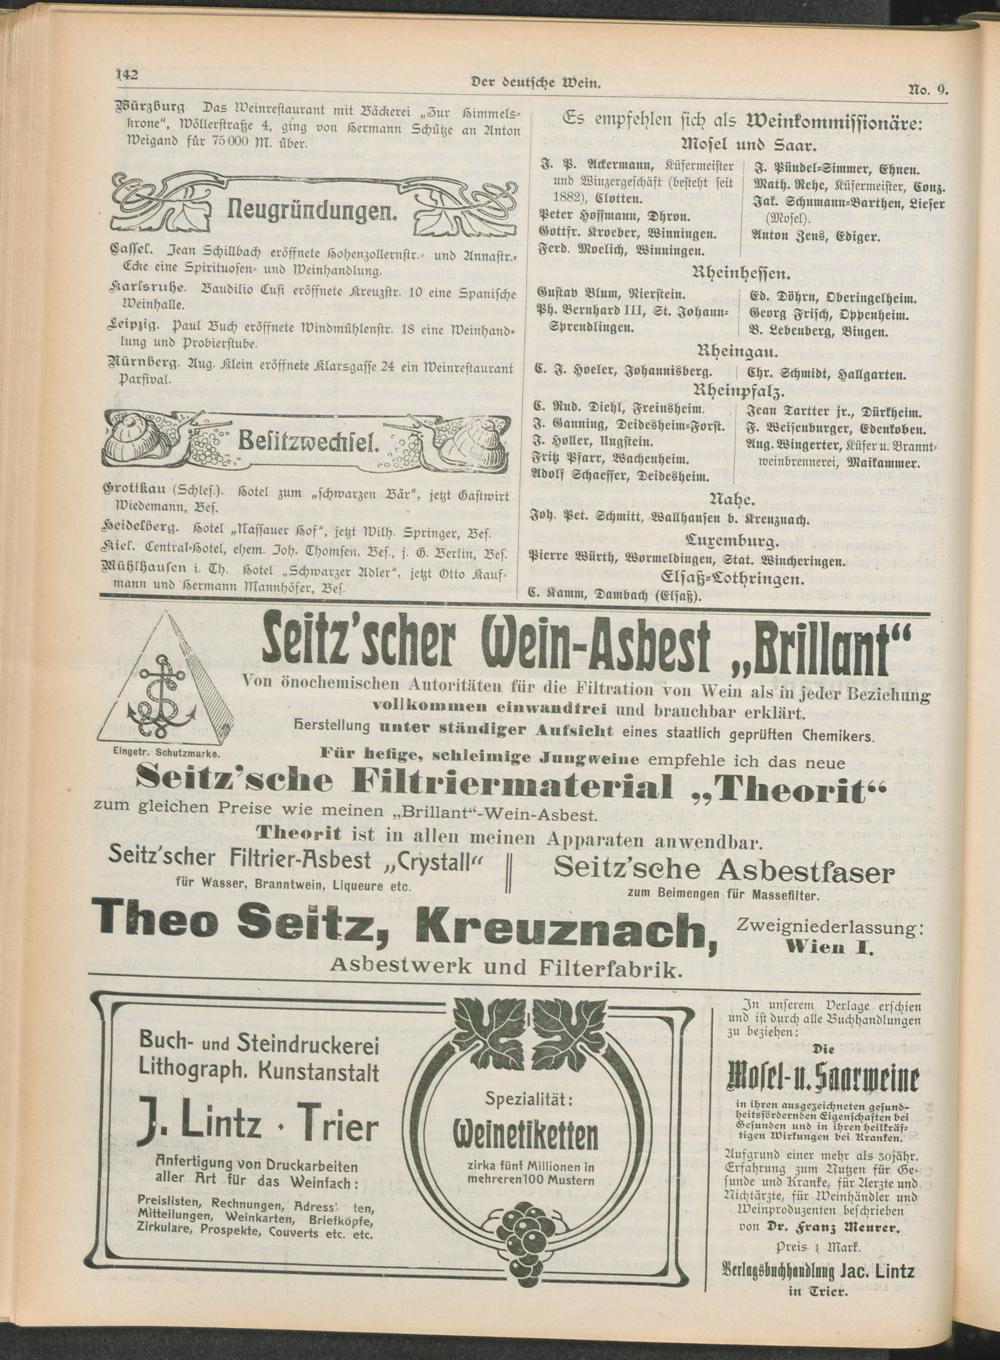 142
Der deutsche Wein.
No. 9.
Würzburg. Das Weinrestaurant mit Bäckerei „Zur Himmels-
krone“, Wöllerstraße 4, ging von Hermann Schütze an Anton
Weigand für 75000 M. über.
Neugründungen.
Cassel. Jean Schillbach eröffnete Hohenzollernstr.- und Annastr.-
Ecke eine Spirituosen- und Weinhandlung.
Karlsruhe. Baudilio Cusi eröffnete Kreuzstr. 10 eine Spanische
Weinhalle.
Leipzig. Paul Buch eröffnete Windmühlenstr. 18 eine Weinhand-
lung und Probierstube.
Nürnberg. Aug. Klein eröffnete Klarsgasse 24 ein Weinrestaurant
Parsival.
Besitzwechsel.
Grottkau (Schles.). Hotel zum „schwarzen Bär“, jetzt Gastwirt
Wiedemann, Bes.
Heidelberg. Hotel „Nassauer Hof“, jetzt Wilh. Springer, Bes.
Kiel. Central-Hotel, ehem. Joh. Thomsen, Bes., j. G. Berlin, Bes.
Mühlhausen i. Th. Hotel „Schwarzer Adler“, jetzt Otto Kauf-
mann und Hermann Mannhöfer, Bes.
Es empfehlen sich als Weinkommissionäre:
Mosel und Saar.
J. P. Ackermann, Küfermeister
und Winzergeschäft (besteht seit
1882), Clotten.
Peter Hoffmann, Dhron.
Gottfr. Kroeber, Winningen.
Ferd. Moelich, Winningen.
J. Pündel-Simmer, Ehnen.
Math. Rehe, Küfermeister, Conz.
Jak. Schumann-Barthen, Lieser
(Mosel).
Anton Zens, Ediger.
Rheinhessen.
Gustav Blum, Nierstein.
Ph. Bernhard III, St. Johann-
Sprendlingen.
Ed. Döhrn, Oberingelheim.
Georg Frisch, Oppenheim.
B. Lebenberg, Bingen.
Rheingau.
C. J. Hoeler, Johannisberg.
Chr. Schmidt, Hallgarten.
Rheinpfalz.
C. Rud. Diehl, Freinsheim.
J. Ganning, Deidesheim-Forst.
J. Holler, Ungstein.
Fritz Pfarr, Wachenheim.
Adolf Schaeffer, Deidesheim.
Jean Tartter jr., Dürkheim.
F. Weisenburger, Edenkoben.
Aug. Wingerter, Küfer u. Brannt-
weinbrennerei, Maikammer.
Nahe.
Joh. Pet. Schmitt, Wallhausen b. Kreuznach.
Luxemburg.
Pierre Würth, Wormeldingen, Stat. Wincheringen.
Elsaß-Lothringen.
C. Kamm, Dambach (Elsaß).
Eingetr. Schutzmarke.
Seitz'scher Wein-Asbest „Brillant“
Von önochemischen Autoritäten für die Filtration von Wein als in jeder Beziehung
vollkommen einwandfrei und brauchbar erklärt.
Herstellung unter ständiger Aufsicht eines staatlich geprüften Chemikers.
Für hefige, schleimige Jungweine empfehle ich das neue
Seitz'sche Filtriermaterial „Theorit“
zum gleichen Preise wie meinen „Brillant“-Wein-Asbest.
Theorit ist in allen meinen Apparaten anwendbar.
Seitz'scher Filtrier-Asbest „Crystall“
für Wasser, Branntwein, Liqueure etc.
Seitz'sche Asbestfaser
zum Beimengen für Massefilter.
Theo Seitz, Kreuznach,
Zweigniederlassung:
Wien I.
Asbestwerk und Filterfabrik.
Buch- und Steindruckerei
Lithograph. Kunstanstalt
J. Lintz · Trier
Anfertigung von Druckarbeiten
aller Art für das Weinfach:
Preislisten, Rechnungen, Adress' ten,
Mitteilungen, Weinkarten, Briefköpfe,
Zirkulare, Prospekte, Couverts etc. etc.
Spezialität:
Weinetiketten
zirka fünf Millionen in
mehreren 100 Mustern
In unserem Verlage erschien
und ist durch alle Buchhandlungen
zu beziehen:
Die
Mosel- u. Saarweine
in ihren ausgezeichneten gesund-
heitsfördernden Eigenschaften bei
Gesunden und in ihren heilkräf-
tigen Wirkungen bei Kranken.
Aufgrund einer mehr als 30jähr.
Erfahrung zum Nutzen für Ge-
sunde und Kranke, für Aerzte und
Nichtärzte, für Weinhändler und
Weinproduzenten beschrieben
von Dr. Franz Meurer.
Preis 1 Mark.
Verlagsbuchhandlung Jac. Lintz
in Trier.